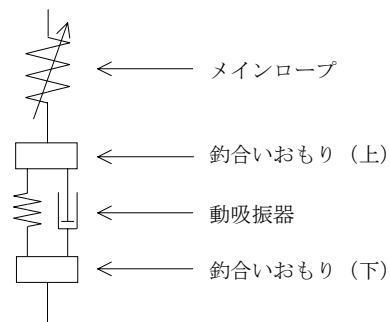 メインロープ
釣合いおもり（上）
動吸振器
釣合いおもり（下）